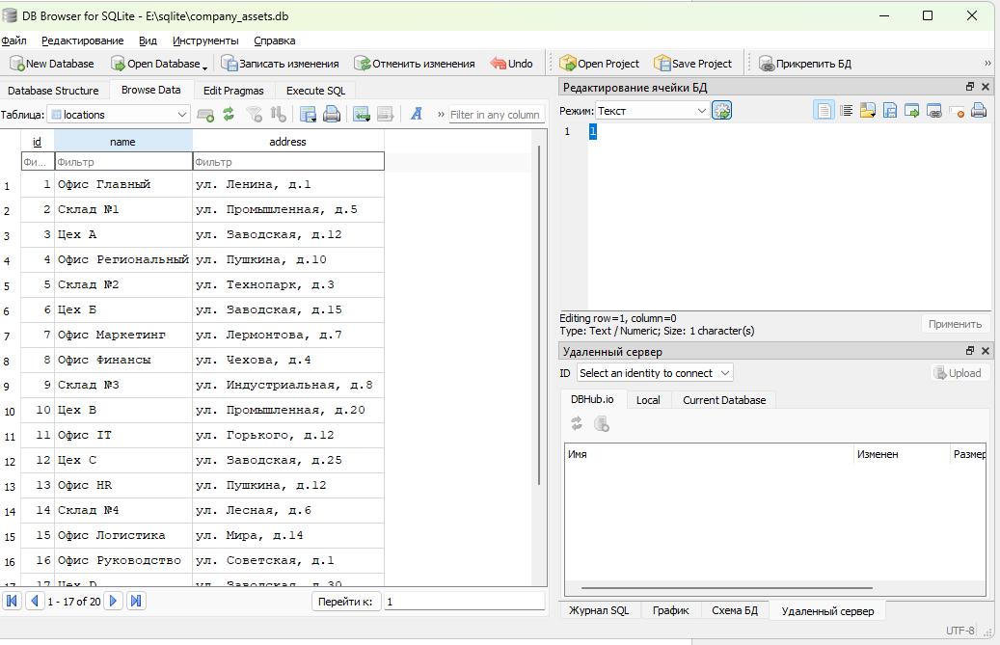 DB Browser for SQLite - E:\sqlite\company_assets.db
Файл Редактирование Вид Инструменты Справка
New Database Open Database Записать изменения Отменить изменения Undo Open Project Save Project Прикрепить БД »
Database Structure Browse Data Edit Pragmas Execute SQL
Таблица: locations » Filter in any column
id name address
Фи... Фильтр Фильтр
1 1 Офис Главный ул. Ленина, д.1
2 2 Склад №1 ул. Промышленная, д.5
3 3 Цех А ул. Заводская, д.12
4 4 Офис Региональный ул. Пушкина, д.10
5 5 Склад №2 ул. Технопарк, д.3
6 6 Цех Б ул. Заводская, д.15
7 7 Офис Маркетинг ул. Лермонтова, д.7
8 8 Офис Финансы ул. Чехова, д.4
9 9 Склад №3 ул. Индустриальная, д.8
10 10 Цех В ул. Промышленная, д.20
11 11 Офис IT ул. Горького, д.12
12 12 Цех С ул. Заводская, д.25
13 13 Офис HR ул. Пушкина, д.12
14 14 Склад №4 ул. Лесная, д.6
15 15 Офис Логистика ул. Мира, д.14
16 16 Офис Руководство ул. Советская, д.1
17 17 Цех D ул. Заводская, д.30
1 - 17 of 20 Перейти к: 1
Редактирование ячейки БД
Режим: Текст
1 1
Editing row=1, column=0
Type: Text / Numeric; Size: 1 character(s)
Применить
Удаленный сервер
ID Select an identity to connect Upload
DBHub.io Local Current Database
Имя Изменен Размер
Журнал SQL График Схема БД Удаленный сервер
UTF-8